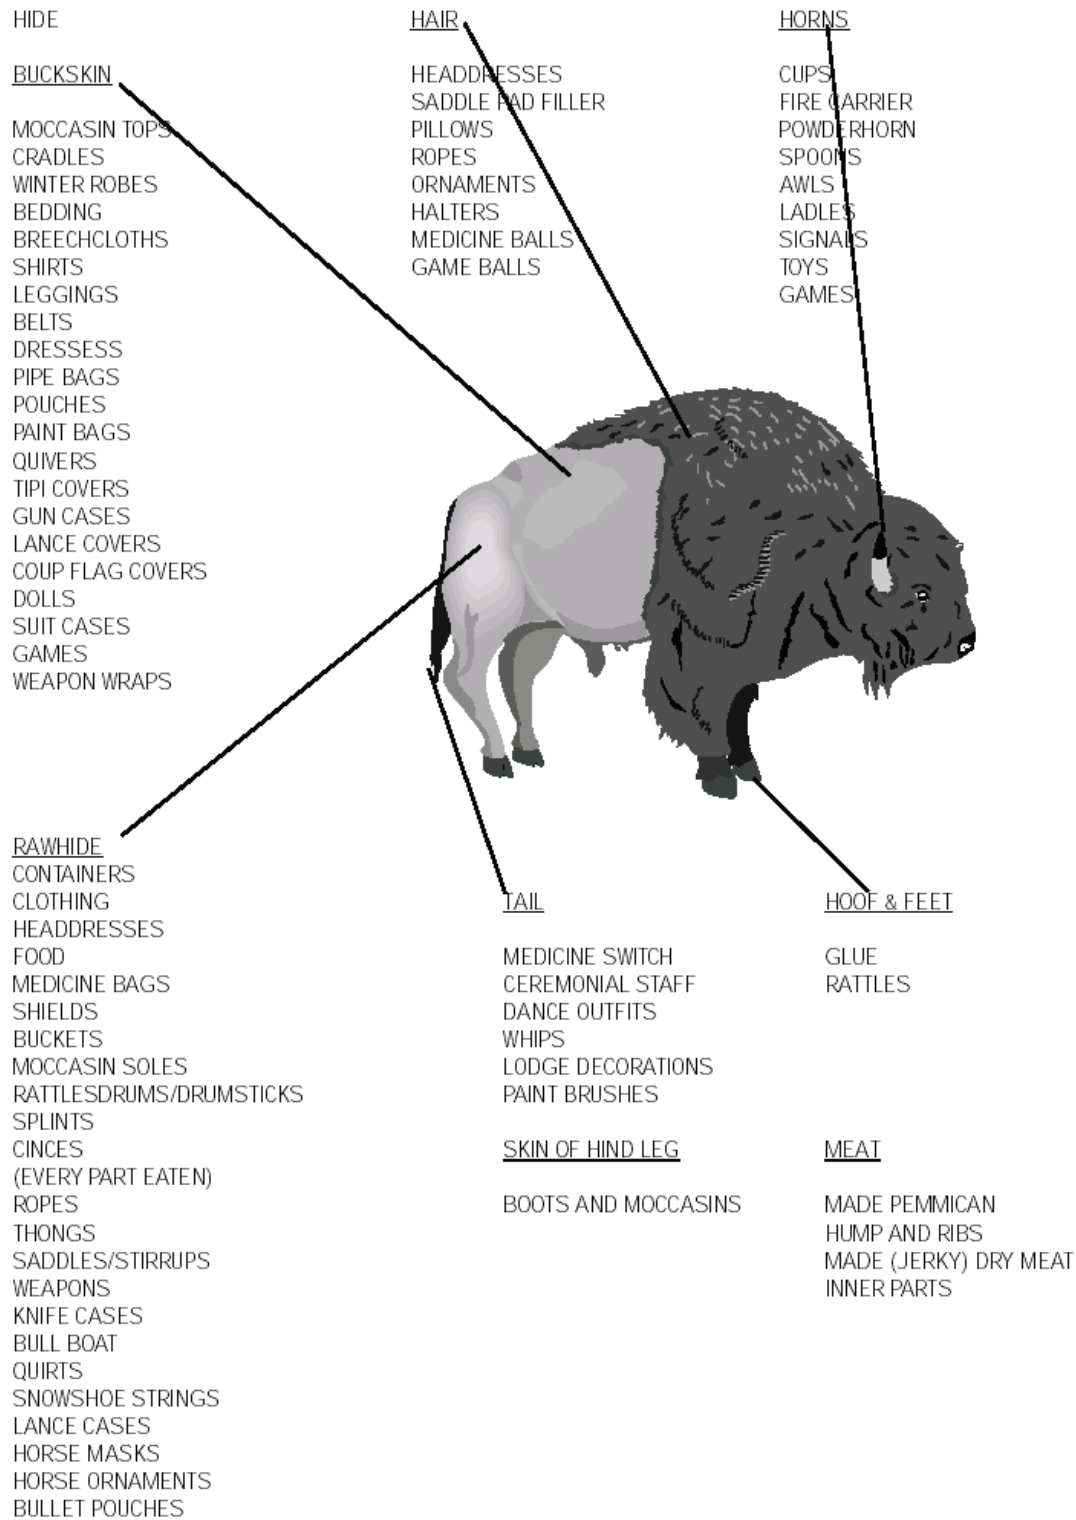 HIDE
BUCKSKIN
MOCCASIN TOPS
CRADLES
WINTER ROBES
BEDDING
BREECHCLOTHS
SHIRTS
LEGGINGS
BELTS
DRESSESS
PIPE BAGS
POUCHES
PAINT BAGS
QUIVERS
TIPI COVERS
GUN CASES
LANCE COVERS
COUP FLAG COVERS
DOLLS
SUIT CASES
GAMES
WEAPON WRAPS
HAIR
HEADDRESSES
SADDLE PAD FILLER
PILLOWS
ROPES
ORNAMENTS
HALTERS
MEDICINE BALLS
GAME BALLS
HORNS
CUPS
FIRE CARRIER
POWDERHORN
SPOONS
AWLS
LADLES
SIGNALS
TOYS
GAMES
RAWHIDE
CONTAINERS
CLOTHING
HEADDRESSES
FOOD
MEDICINE BAGS
SHIELDS
BUCKETS
MOCCASIN SOLES
RATTLESDRUMS/DRUMSTICKS
SPLINTS
CINCES
(EVERY PART EATEN)
ROPES
THONGS
SADDLES/STIRRUPS
WEAPONS
KNIFE CASES
BULL BOAT
QUIRTS
SNOWSHOE STRINGS
LANCE CASES
HORSE MASKS
HORSE ORNAMENTS
BULLET POUCHES
TAIL
MEDICINE SWITCH
CEREMONIAL STAFF
DANCE OUTFITS
WHIPS
LODGE DECORATIONS
PAINT BRUSHES
HOOF & FEET
GLUE
RATTLES
SKIN OF HIND LEG
BOOTS AND MOCCASINS
MEAT
MADE PEMMICAN
HUMP AND RIBS
MADE (JERKY) DRY MEAT
INNER PARTS